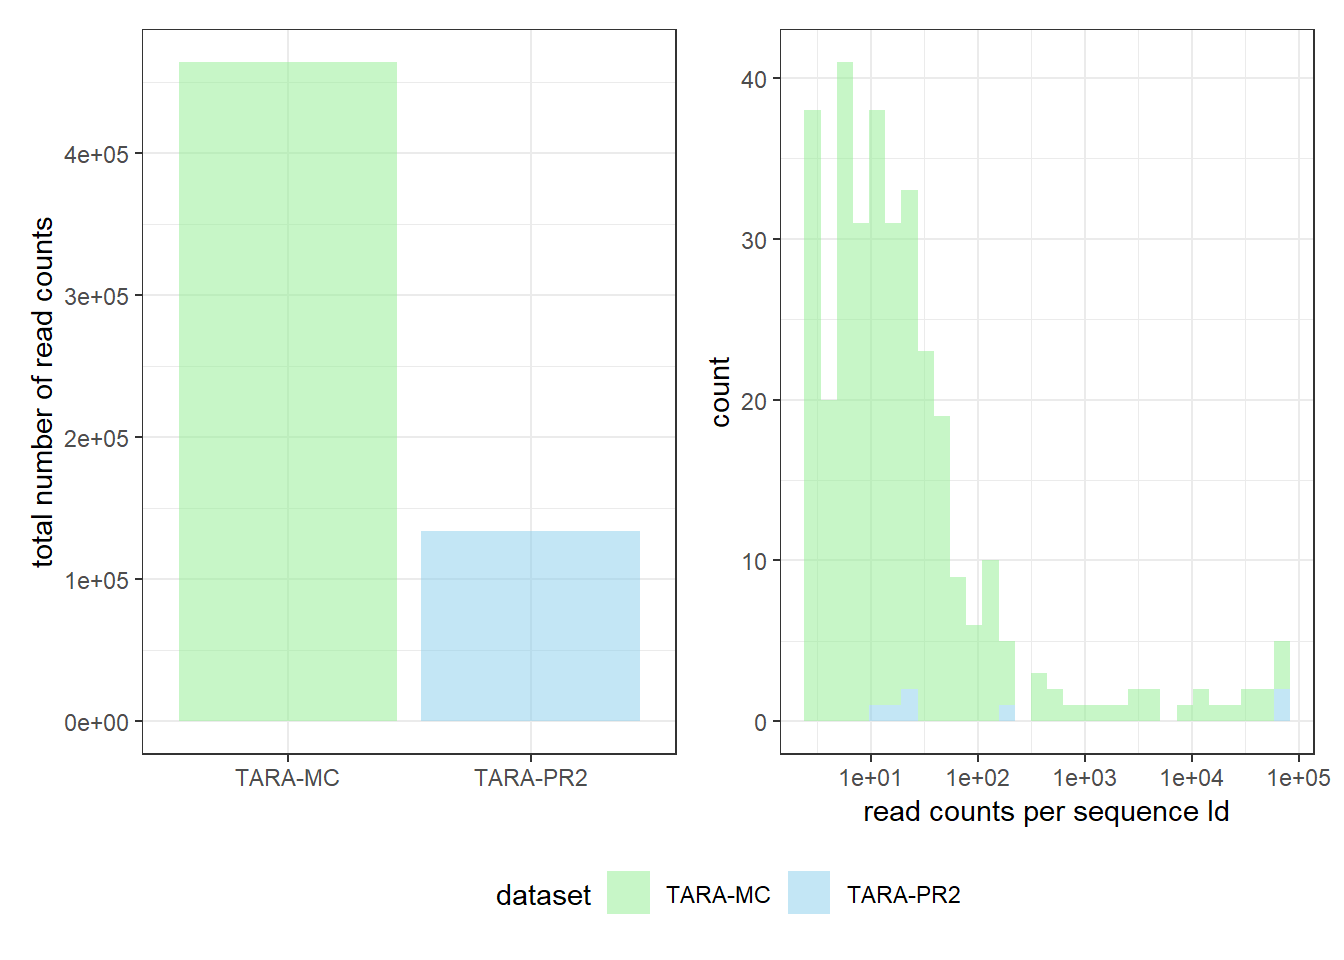 total number of read counts
4e+05
3e+05
2e+05
1e+05
0e+00
TARA-MC
TARA-PR2
count
40
30
20
10
0
1e+01
1e+02
1e+03
1e+04
1e+05
read counts per sequence Id
dataset
TARA-MC
TARA-PR2